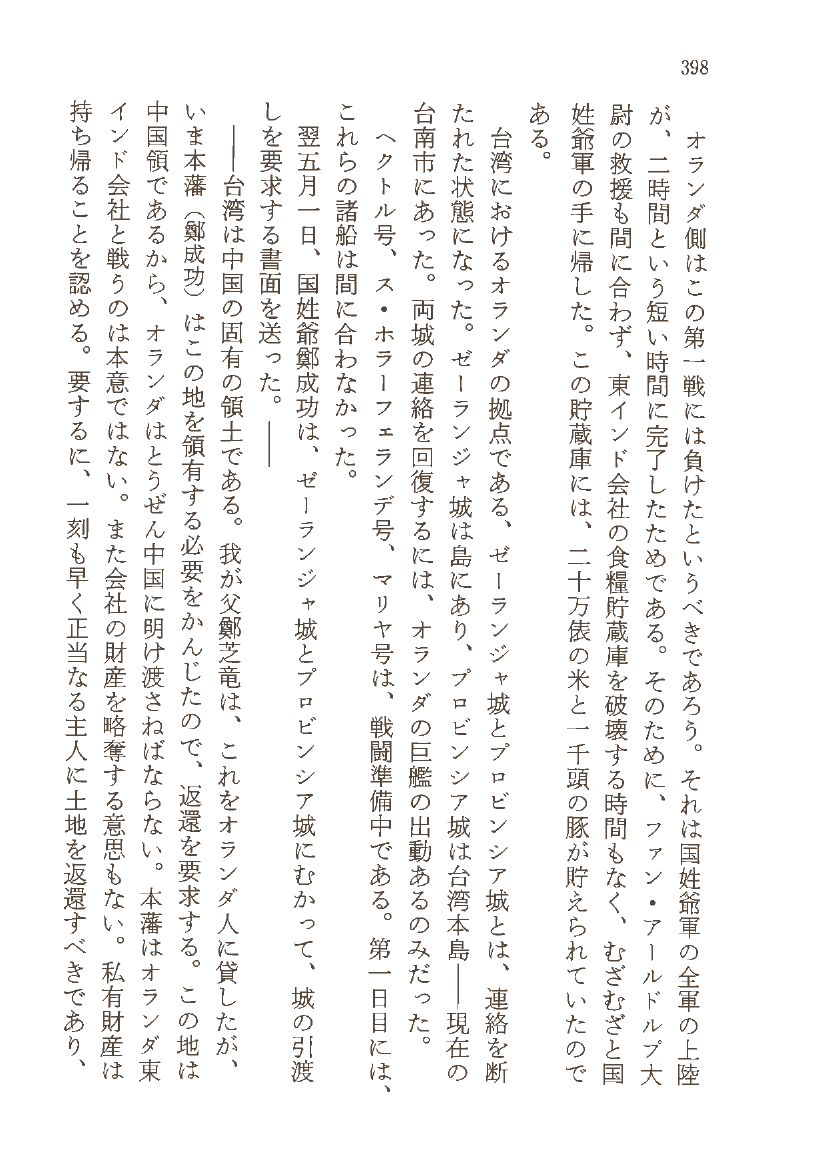 398
オランダ側はこの第一戦には負けたというべきであろう。それは国姓爺軍の全軍の上陸
が、二時間という短い時間に完了したためである。そのために、ファン・アールドルプ大
尉の救援も間に合わず、東インド会社の食糧貯蔵庫を破壊する時間もなく、むざむざと国
姓爺軍の手に帰した。この貯蔵庫には、二十万俵の米と一千頭の豚が貯えられていたので
ある。
台湾におけるオランダの拠点である、ゼーランジャ城とプロビンシア城とは、連絡を断
たれた状態になった。ゼーランジャ城は島にあり、プロビンシア城は台湾本島――現在の
台南市にあった。両城の連絡を回復するには、オランダの巨艦の出動あるのみだった。
ヘクトル号、ス・ホラーフェランデ号、マリヤ号は、戦闘準備中である。第一日目には、
これらの諸船は間に合わなかった。
翌五月一日、国姓爺鄭成功は、ゼーランジャ城とプロビンシア城にむかって、城の引渡
しを要求する書面を送った。――
――台湾は中国の固有の領土である。我が父鄭芝竜は、これをオランダ人に貸したが、
いま本藩（鄭成功）はこの地を領有する必要をかんじたので、返還を要求する。この地は
中国領であるから、オランダはとうぜん中国に明け渡さねばならない。本藩はオランダ東
インド会社と戦うのは本意ではない。また会社の財産を略奪する意思もない。私有財産は
持ち帰ることを認める。要するに、一刻も早く正当なる主人に土地を返還すべきであり、